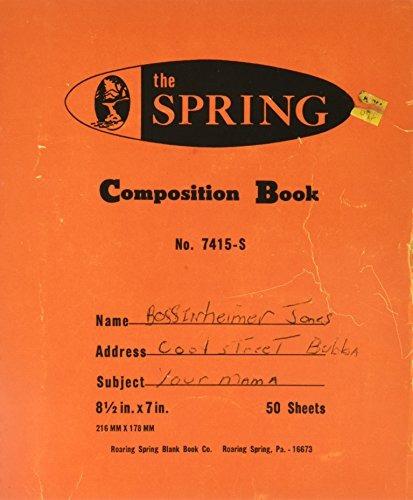 the
SPRING
Composition Book
No. 7415-S
Name Bossinheimer Jones
Address Cool street Bubba
Subject Your mama
8½ in. x 7 in. 50 Sheets
216 MM X 178 MM
Roaring Spring Blank Book Co. Roaring Spring, Pa. - 16673